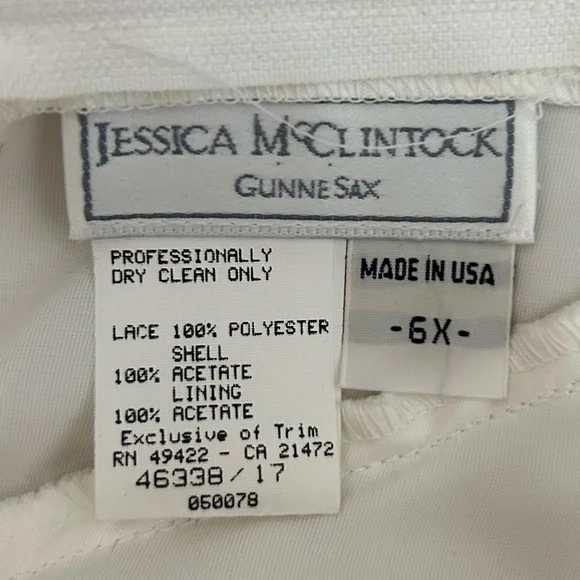 JESSICA McCLINTOCK
GUNNE SAX
PROFESSIONALLY
DRY CLEAN ONLY
LACE 100% POLYESTER
SHELL
100% ACETATE
LINING
100% ACETATE
Exclusive of Trim
RN 49422 - CA 21472
46338/17
050078
MADE IN USA
-6X-